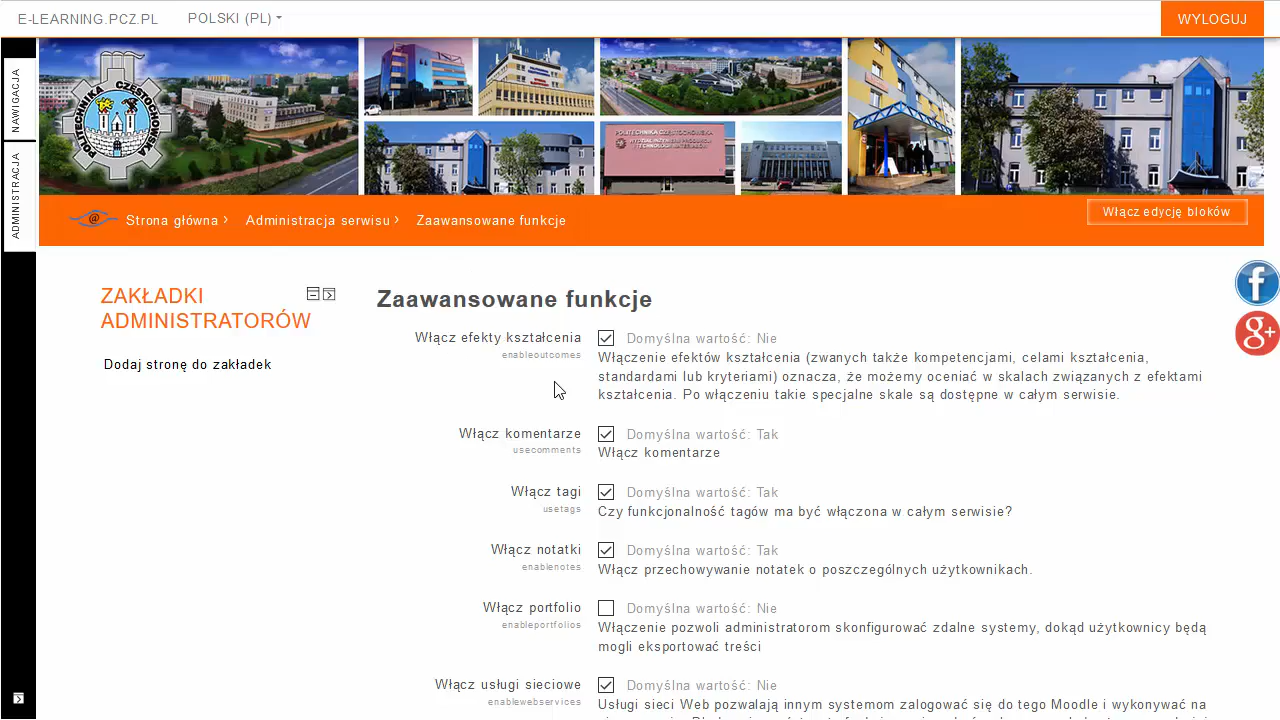 E-LEARNING.PCZ.PL
POLSKI (PL)
WYLOGUJ
NAWIGACJA
ADMINISTRACJA
POLITECHNIKA CZĘSTOCHOWSKA
POLITECHNIKA CZĘSTOCHOWSKA
Strona główna
Administracja serwisu
Zaawansowane funkcje
Włącz edycję bloków
ZAKŁADKI
ADMINISTRATORÓW
Dodaj stronę do zakładek
Zaawansowane funkcje
Włącz efekty kształcenia
Domyślna wartość: Nie
enableoutcomes
Włączenie efektów kształcenia (zwanych także kompetencjami, celami kształcenia,
standardami lub kryteriami) oznacza, że możemy oceniać w skalach związanych z efektami
kształcenia. Po włączeniu takie specjalne skale są dostępne w całym serwisie.
Włącz komentarze
Domyślna wartość: Tak
usecomments
Włącz komentarze
Włącz tagi
Domyślna wartość: Tak
usetags
Czy funkcjonalność tagów ma być włączona w całym serwisie?
Włącz notatki
Domyślna wartość: Tak
enablenotes
Włącz przechowywanie notatek o poszczególnych użytkownikach.
Włącz portfolio
Domyślna wartość: Nie
enableportfolios
Włączenie pozwoli administratorom skonfigurować zdalne systemy, dokąd użytkownicy będą
mogli eksportować treści
Włącz usługi sieciowe
Domyślna wartość: Nie
enablewebservices
Usługi sieci Web pozwalają innym systemom zalogować się do tego Moodle i wykonywać na